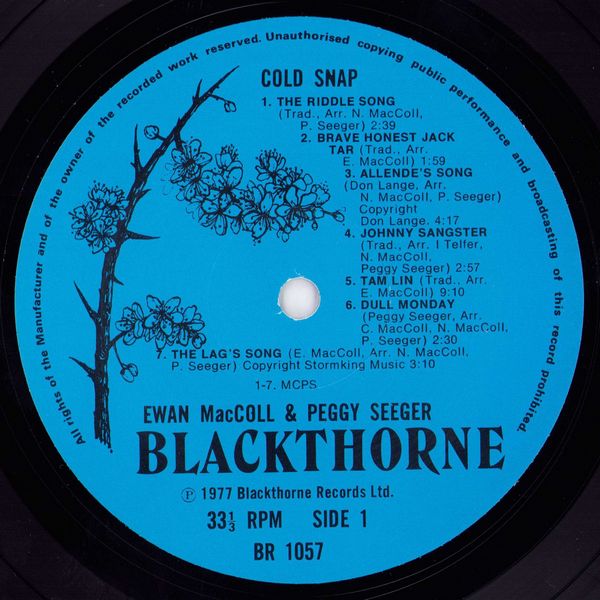 All rights of the Manufacturer and of the owner of the recorded work reserved. Unauthorised copying public performance and broadcasting of this record prohibited.
COLD SNAP
1. THE RIDDLE SONG
(Trad., Arr. N. MacColl,
P. Seeger) 2:39
2. BRAVE HONEST JACK
TAR (Trad., Arr.
E. MacColl) 1:59
3. ALLENDE'S SONG
(Don Lange, Arr.
N. MacColl, P. Seeger)
Copyright
Don Lange. 4:17
4. JOHNNY SANGSTER
(Trad., Arr. I Telfer,
N. MacColl,
Peggy Seeger) 2:57
5. TAM LIN (Trad., Arr.
E. MacColl) 9:10
6. DULL MONDAY
(Peggy Seeger, Arr.
C. MacColl, N. MacColl,
P. Seeger) 2:30
7. THE LAG'S SONG (E. MacColl, Arr. N. MacColl,
P. Seeger) Copyright Stormking Music 3:10
1-7. MCPS
EWAN MacCOLL & PEGGY SEEGER
BLACKTHORNE
℗ 1977 Blackthorne Records Ltd.
33⅓ RPM SIDE 1
BR 1057